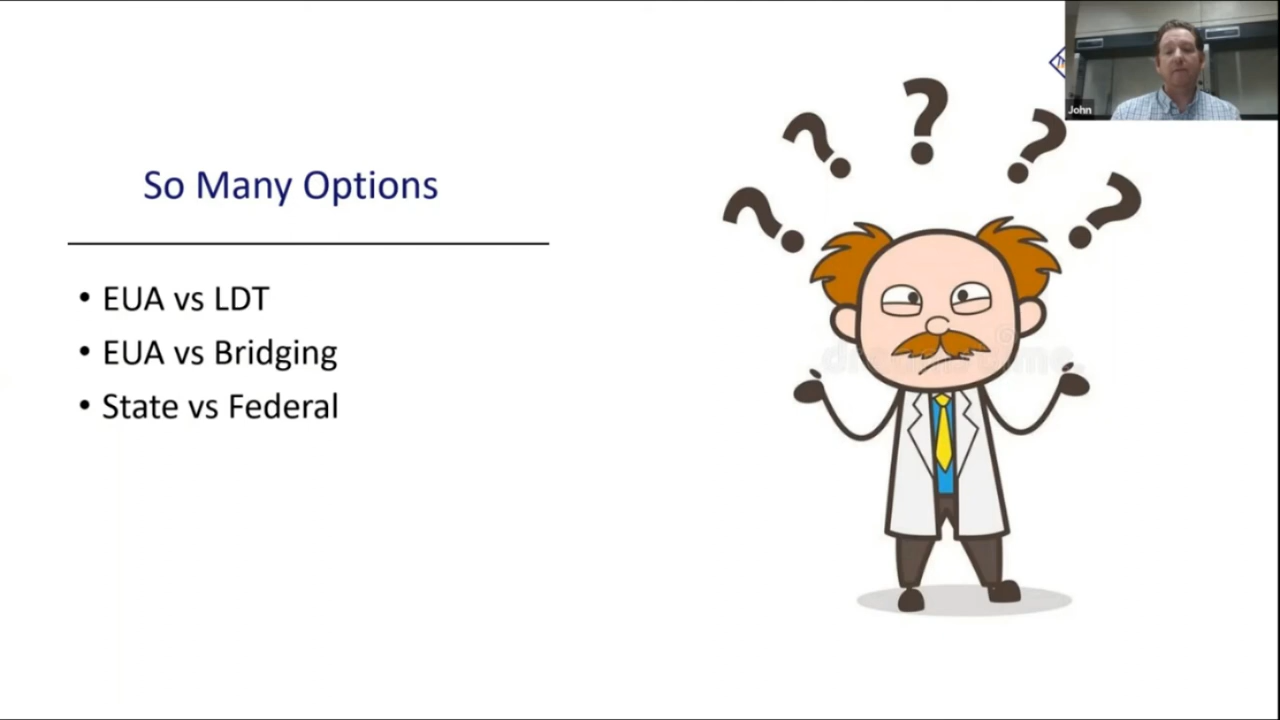 John
So Many Options
• EUA vs LDT
• EUA vs Bridging
• State vs Federal